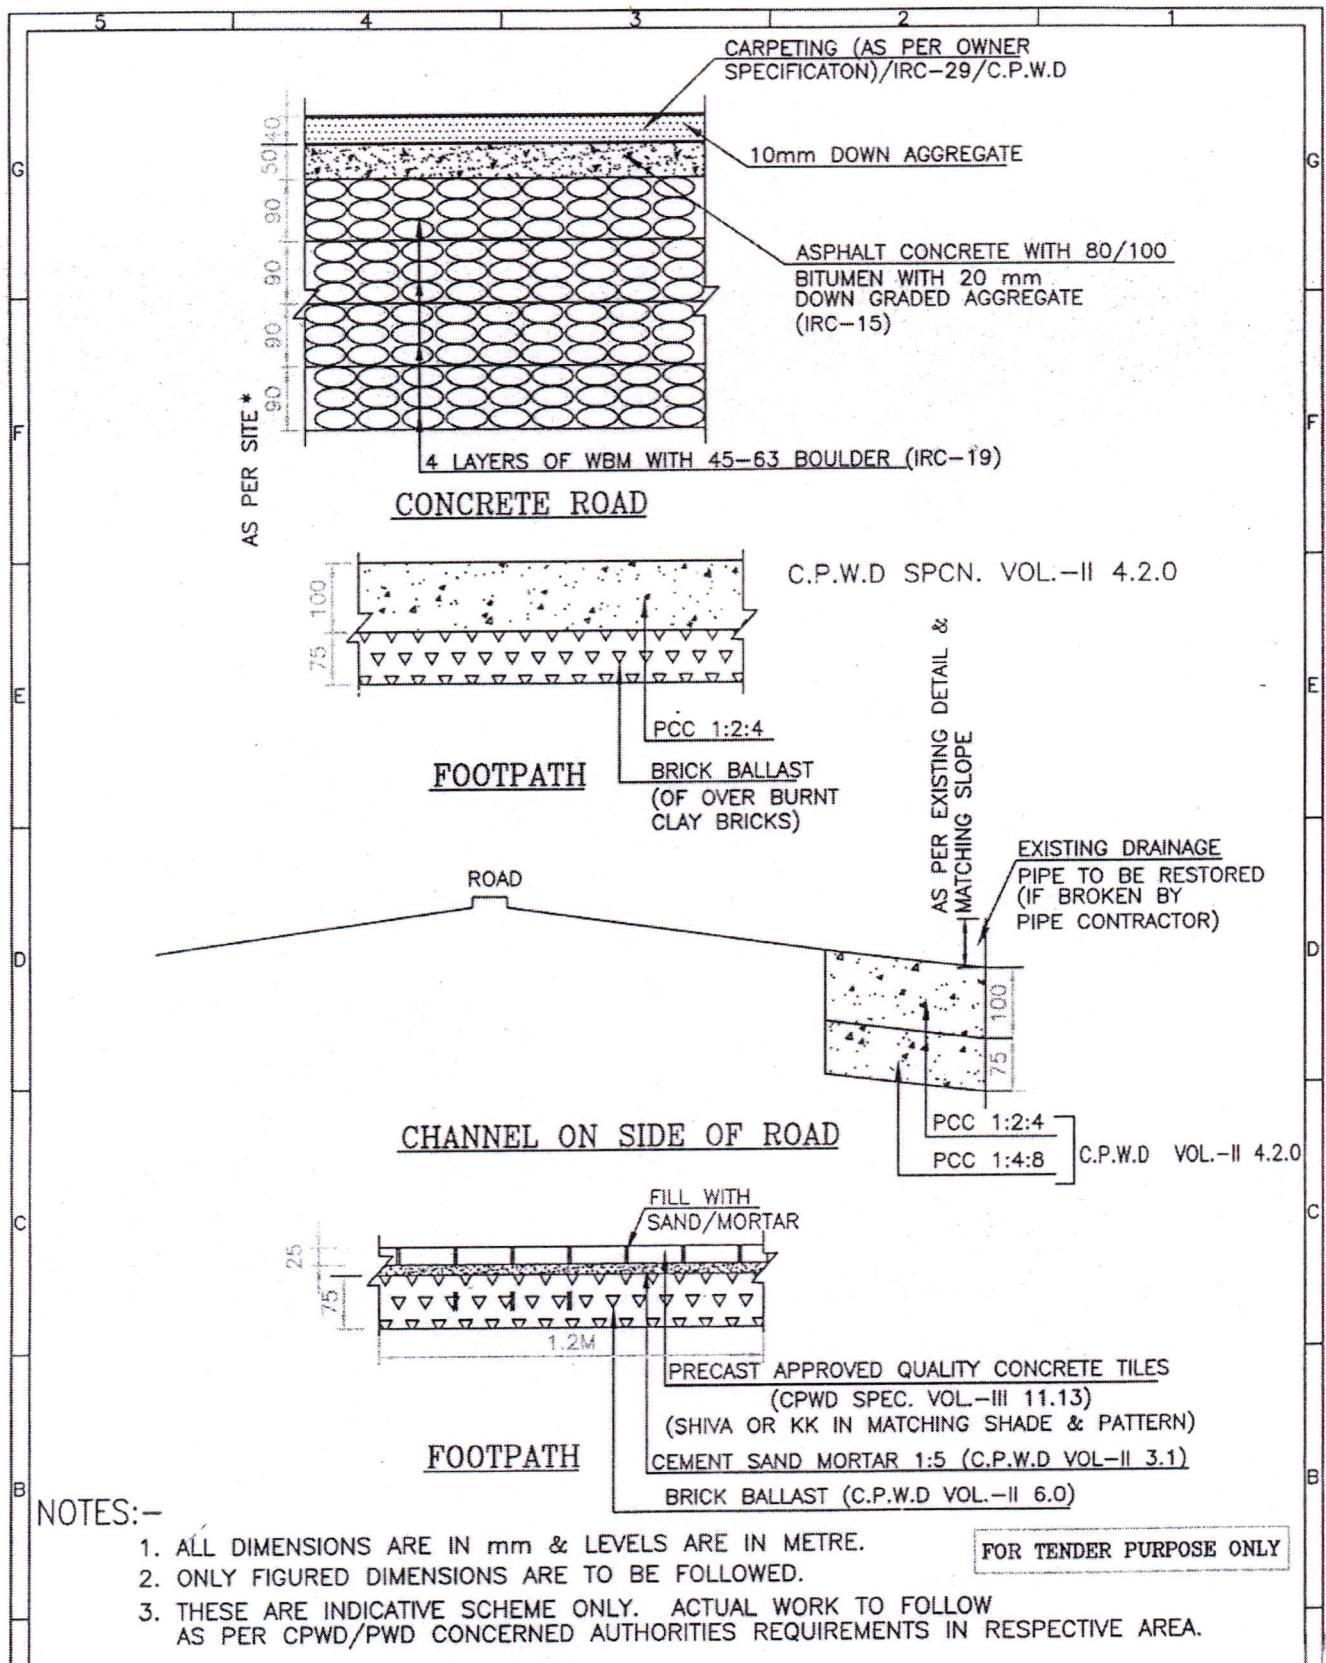 5 4 3 2 1
CARPETING (AS PER OWNER
SPECIFICATON)/IRC-29/C.P.W.D
40
10mm DOWN AGGREGATE
G
G
50
90
ASPHALT CONCRETE WITH 80/100
BITUMEN WITH 20 mm
DOWN GRADED AGGREGATE
(IRC-15)
90
90
90
AS PER SITE *
F
F
4 LAYERS OF WBM WITH 45-63 BOULDER (IRC-19)
CONCRETE ROAD
C.P.W.D SPCN. VOL.-II 4.2.0
100
75
E
E
PCC 1:2:4
BRICK BALLAST
(OF OVER BURNT
CLAY BRICKS)
FOOTPATH
AS PER EXISTING DETAIL &
MATCHING SLOPE
EXISTING DRAINAGE
PIPE TO BE RESTORED
(IF BROKEN BY
PIPE CONTRACTOR)
ROAD
D
D
100
75
PCC 1:2:4
PCC 1:4:8
C.P.W.D VOL.-II 4.2.0
CHANNEL ON SIDE OF ROAD
C
C
FILL WITH
SAND/MORTAR
25
75
1.2M
PRECAST APPROVED QUALITY CONCRETE TILES
(CPWD SPEC. VOL-III 11.13)
(SHIVA OR KK IN MATCHING SHADE & PATTERN)
CEMENT SAND MORTAR 1:5 (C.P.W.D VOL-II 3.1)
BRICK BALLAST (C.P.W.D VOL.-II 6.0)
FOOTPATH
B
B
NOTES:-
1. ALL DIMENSIONS ARE IN mm & LEVELS ARE IN METRE.
2. ONLY FIGURED DIMENSIONS ARE TO BE FOLLOWED.
3. THESE ARE INDICATIVE SCHEME ONLY. ACTUAL WORK TO FOLLOW
AS PER CPWD/PWD CONCERNED AUTHORITIES REQUIREMENTS IN RESPECTIVE AREA.
FOR TENDER PURPOSE ONLY